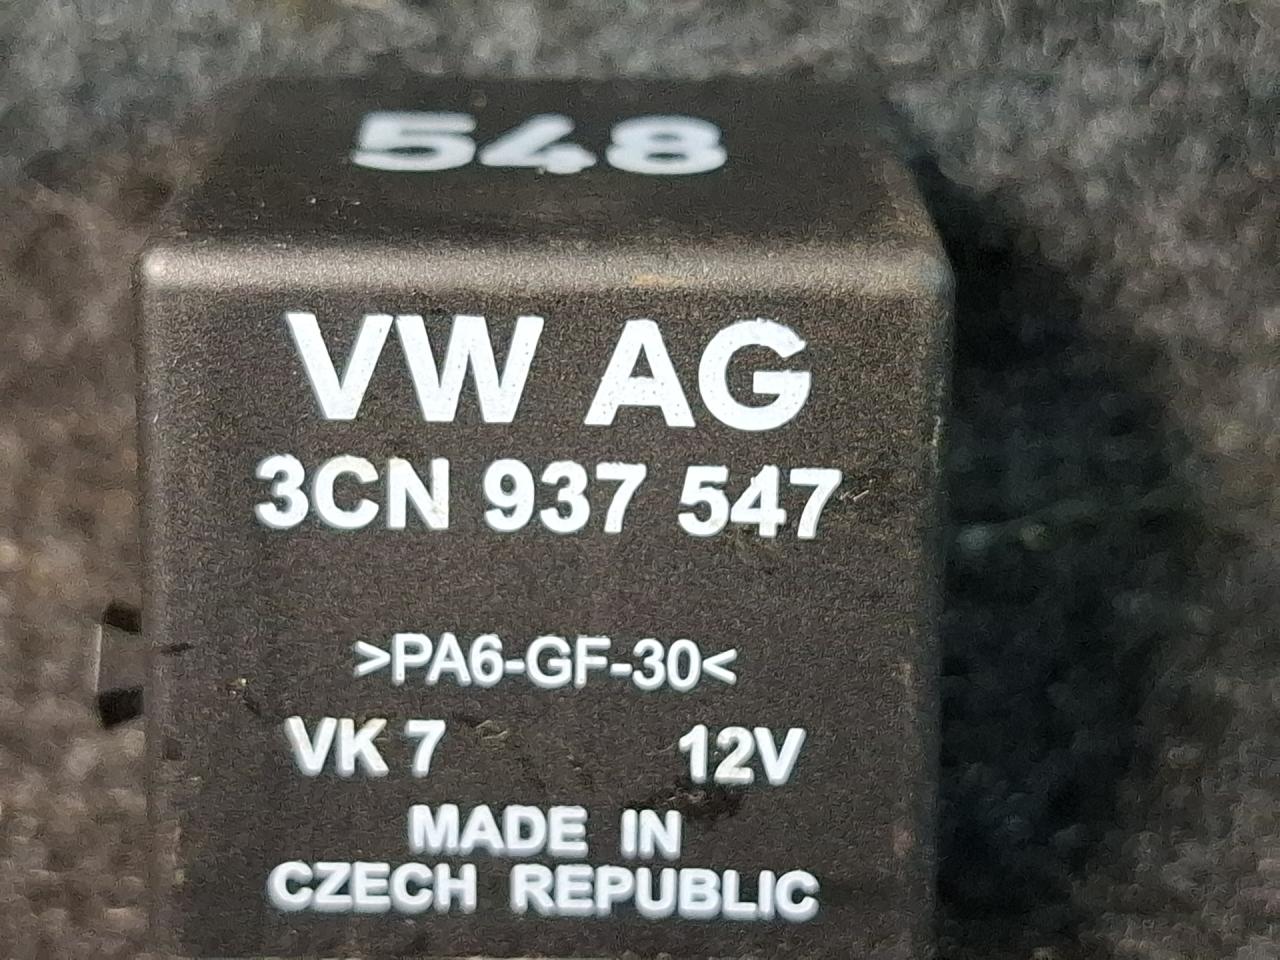 548
VW AG
3CN 937 547
>PA6-GF-30<
VK 7 12V
MADE IN
CZECH REPUBLIC